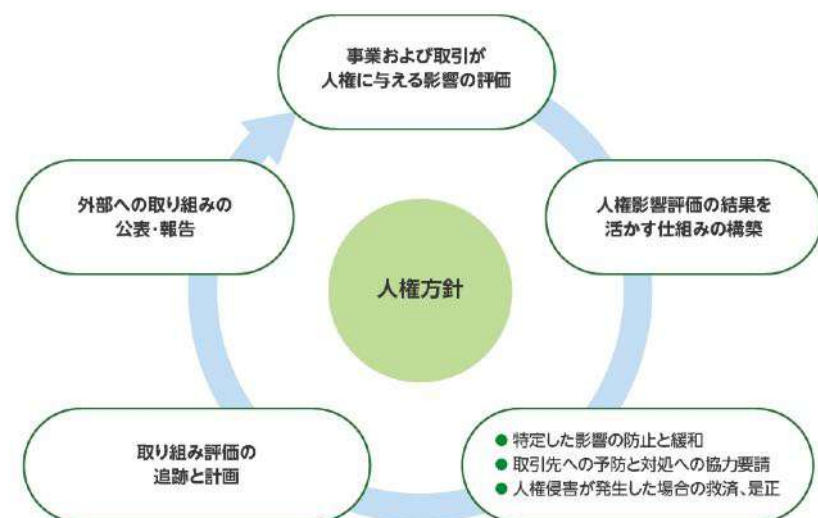 事業および取引が
人権に与える影響の評価
人権影響評価の結果を
活かす仕組みの構築
● 特定した影響の防止と緩和
● 取引先への予防と対処への協力要請
● 人権侵害が発生した場合の救済、是正
取り組み評価の
追跡と計画
外部への取り組みの
公表・報告
人権方針